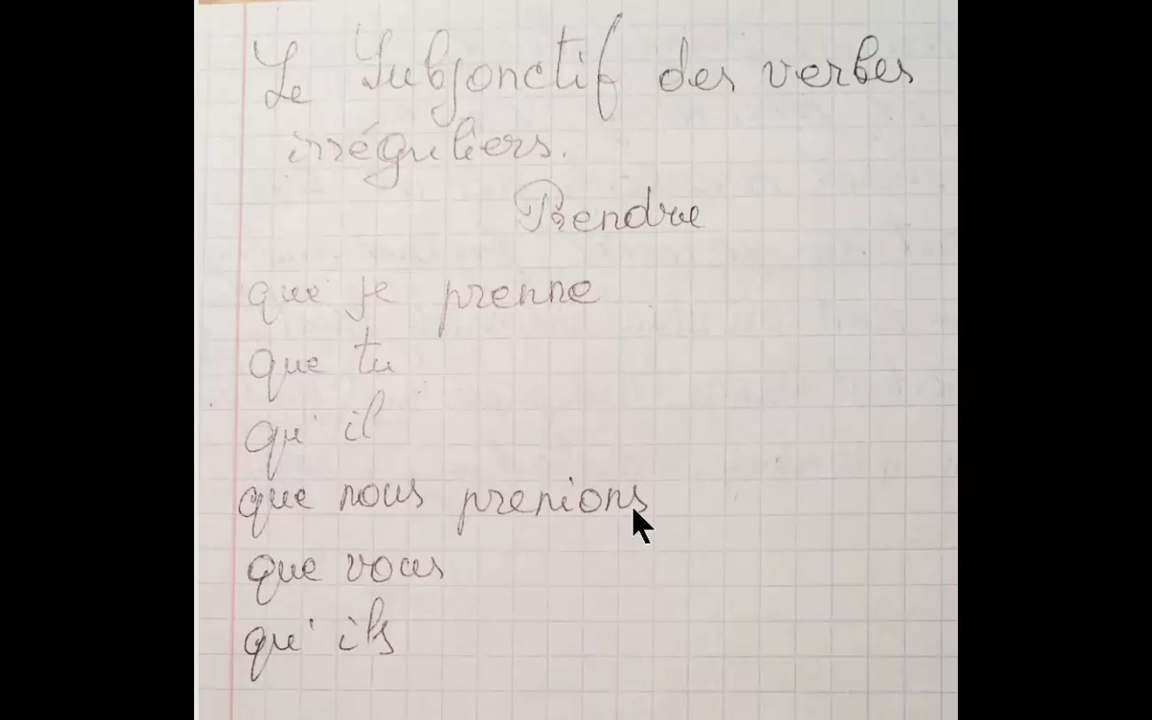 Le Subjonctif des verbes
irréguliers.
Prendre
que je prenne
que tu
qu'il
que nous prenions
que vous
qu'ils